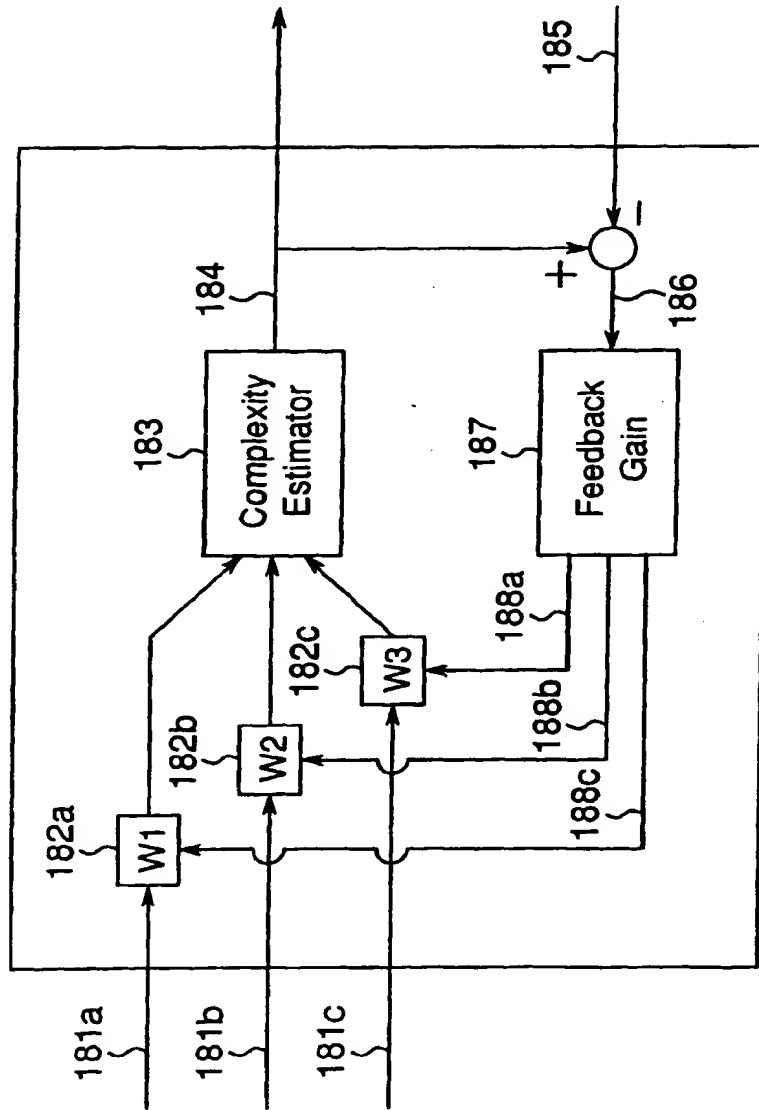 181a
182a
W1
181b
182b
W2
181c
182c
W3
183
Complexity
Estimator
184
185
+
−
186
187
Feedback
Gain
188a
188b
188c